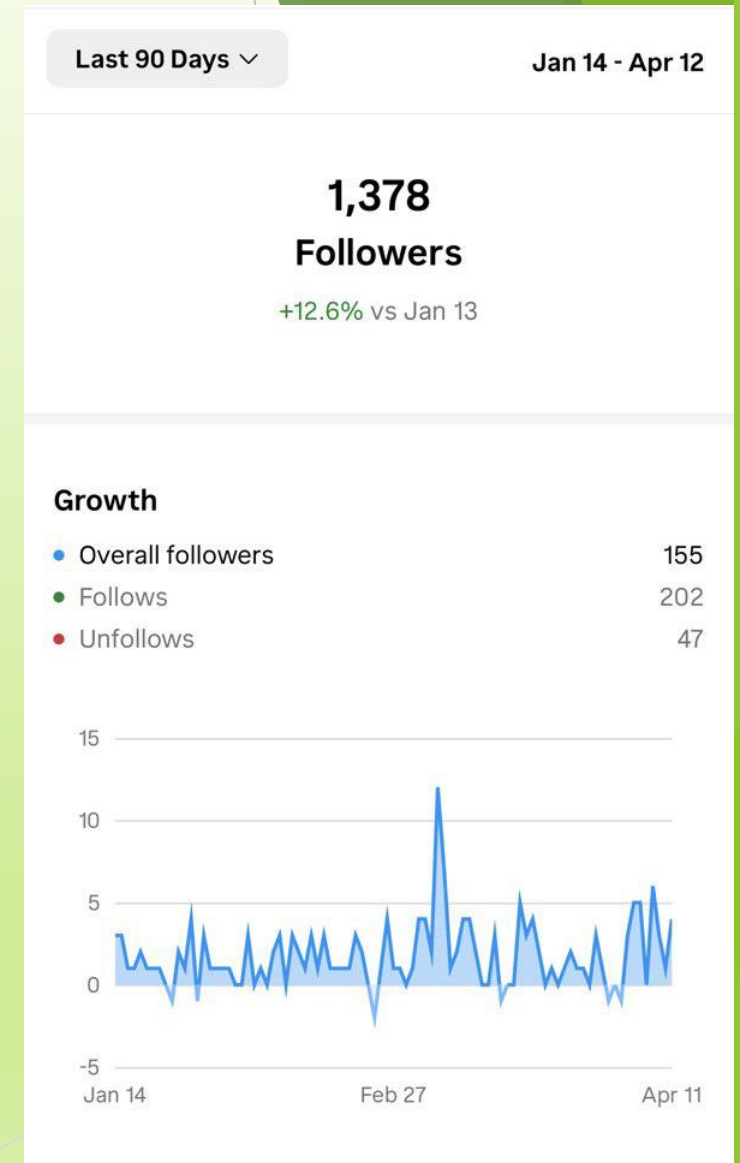 Last 90 Days
Jan 14 - Apr 12
1,378
Followers
+12.6% vs Jan 13
Growth
Overall followers 155
Follows 202
Unfollows 47
15
10
5
0
-5
Jan 14 Feb 27 Apr 11